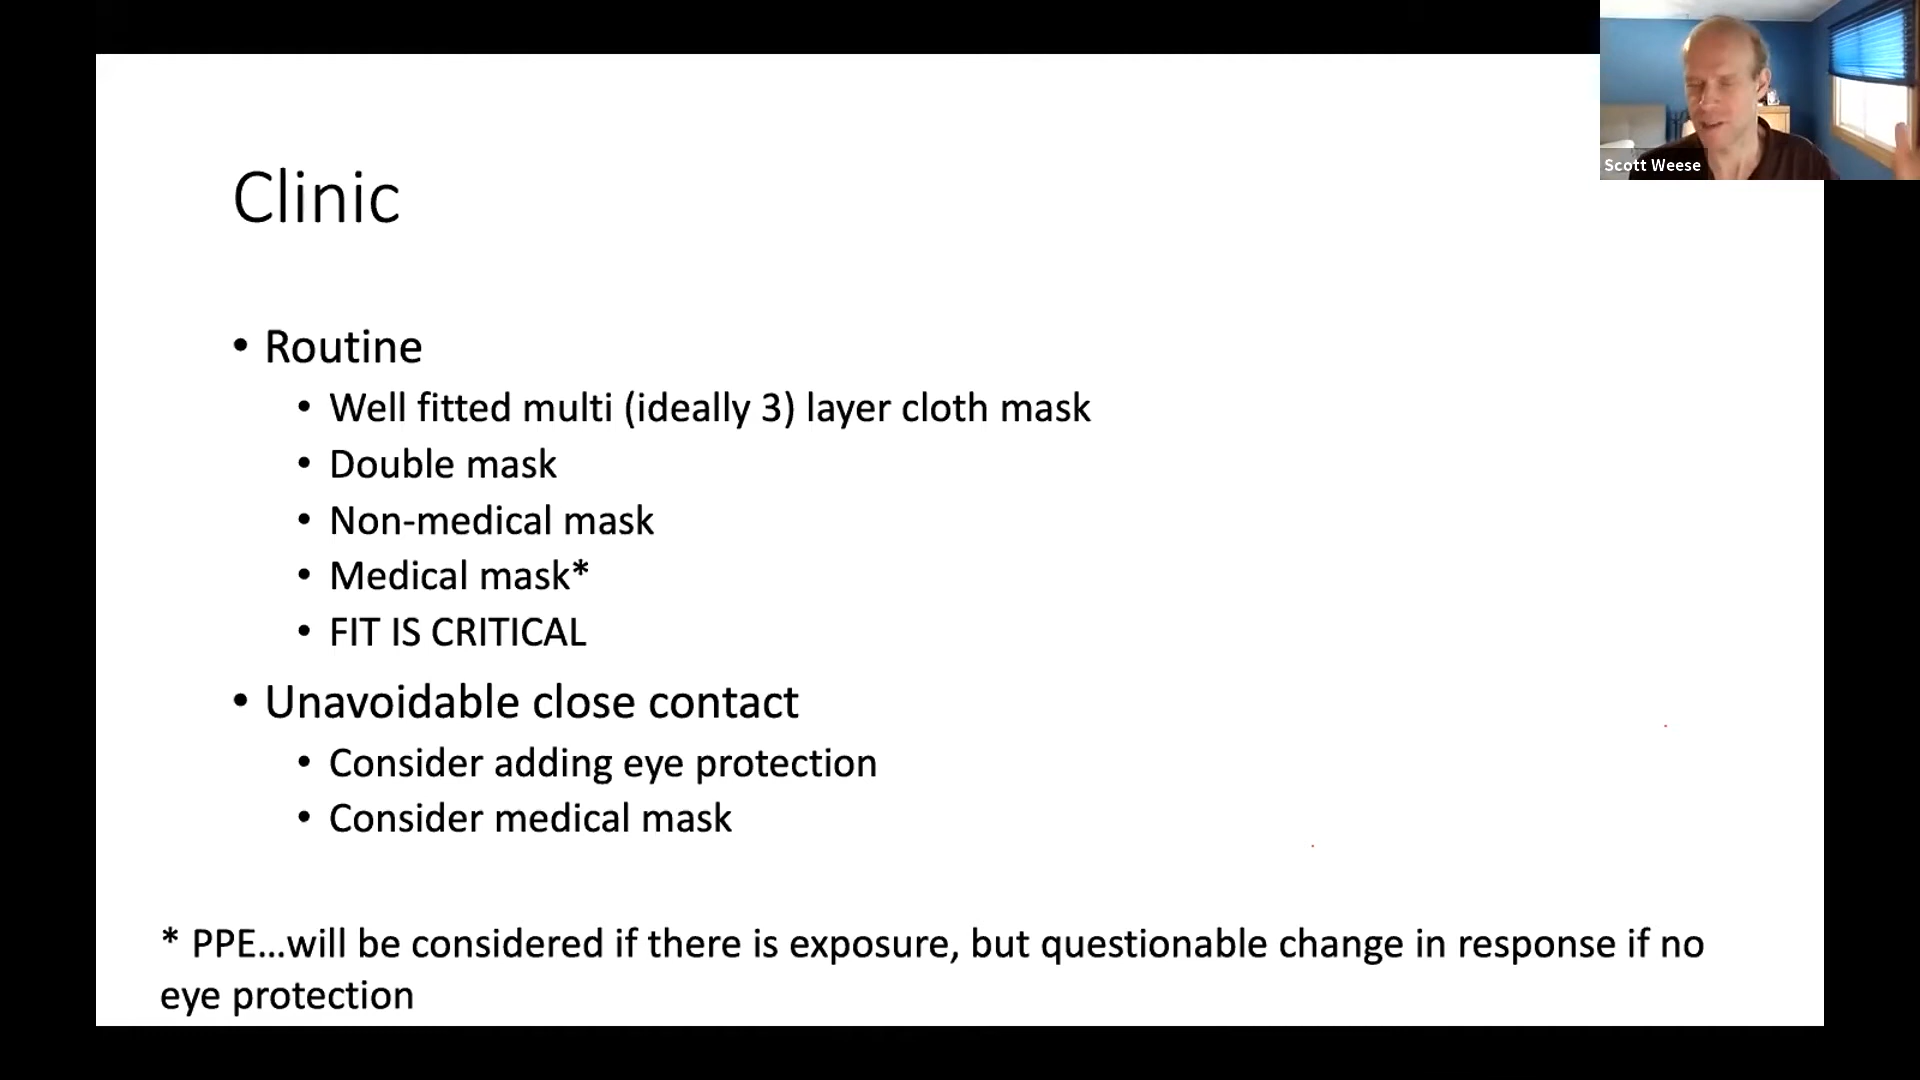 Scott Weese
Clinic
• Routine
• Well fitted multi (ideally 3) layer cloth mask
• Double mask
• Non-medical mask
• Medical mask*
• FIT IS CRITICAL
• Unavoidable close contact
• Consider adding eye protection
• Consider medical mask
* PPE...will be considered if there is exposure, but questionable change in response if no
eye protection